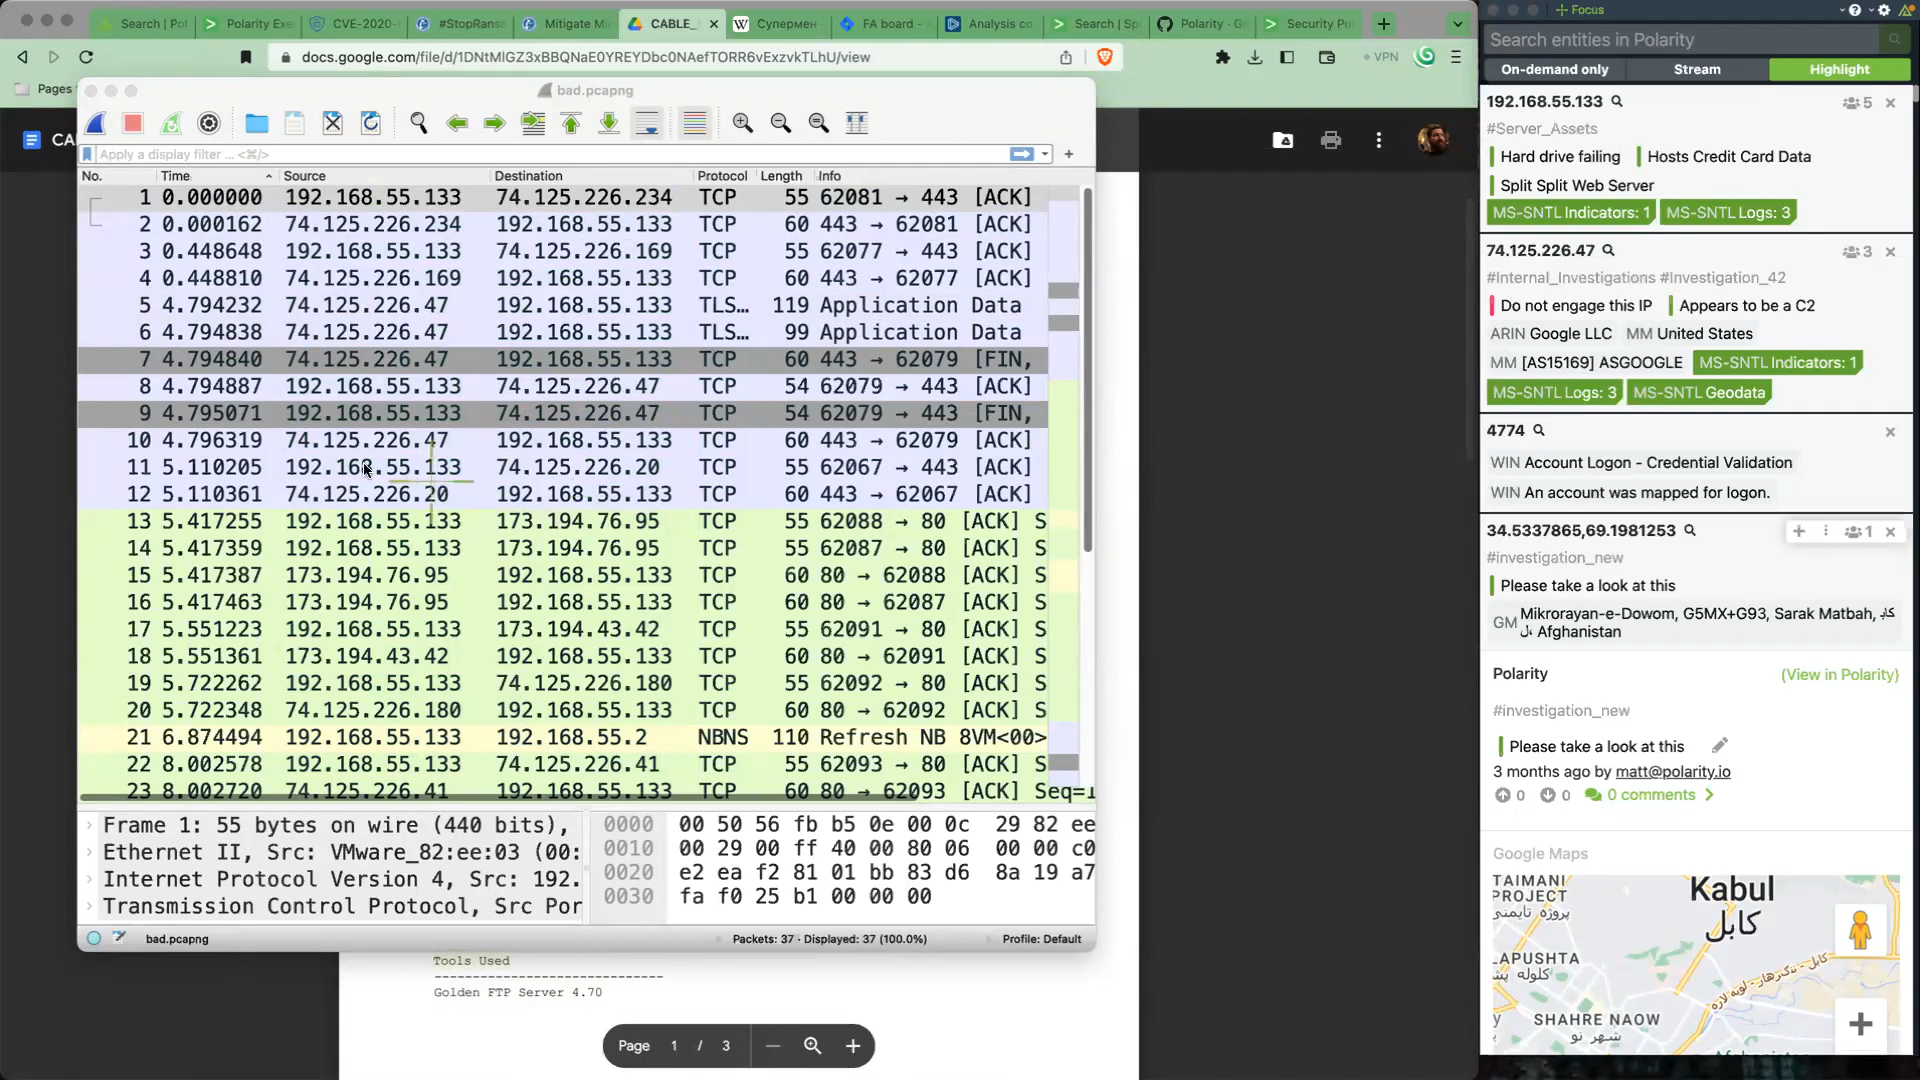 Search | Pol
Polarity Exe
CVE-2020-
#StopRans
Mitigate Mi
CABLE_
Супермен
FA board -
Analysis co
Search | Spl
Polarity · G
Security Po
docs.google.com/file/d/1DNtMlGZ3xBBQNaE0YREYDbc0NAefTORR6vExzvkTLhU/view
VPN
Pages
CA
bad.pcapng
Apply a display filter ... <⌘/>
No. Time Source Destination Protocol Length Info
1 0.000000 192.168.55.133 74.125.226.234 TCP 55 62081 → 443 [ACK]
2 0.000162 74.125.226.234 192.168.55.133 TCP 60 443 → 62081 [ACK]
3 0.448648 192.168.55.133 74.125.226.169 TCP 55 62077 → 443 [ACK]
4 0.448810 74.125.226.169 192.168.55.133 TCP 60 443 → 62077 [ACK]
5 4.794232 74.125.226.47 192.168.55.133 TLS… 119 Application Data
6 4.794838 74.125.226.47 192.168.55.133 TLS… 99 Application Data
7 4.794840 74.125.226.47 192.168.55.133 TCP 60 443 → 62079 [FIN,
8 4.794887 192.168.55.133 74.125.226.47 TCP 54 62079 → 443 [ACK]
9 4.795071 192.168.55.133 74.125.226.47 TCP 54 62079 → 443 [FIN,
10 4.796319 74.125.226.47 192.168.55.133 TCP 60 443 → 62079 [ACK]
11 5.110205 192.168.55.133 74.125.226.20 TCP 55 62067 → 443 [ACK]
12 5.110361 74.125.226.20 192.168.55.133 TCP 60 443 → 62067 [ACK]
13 5.417255 192.168.55.133 173.194.76.95 TCP 55 62088 → 80 [ACK] S
14 5.417359 192.168.55.133 173.194.76.95 TCP 55 62087 → 80 [ACK] S
15 5.417387 173.194.76.95 192.168.55.133 TCP 60 80 → 62088 [ACK] S
16 5.417463 173.194.76.95 192.168.55.133 TCP 60 80 → 62087 [ACK] S
17 5.551223 192.168.55.133 173.194.43.42 TCP 55 62091 → 80 [ACK] S
18 5.551361 173.194.43.42 192.168.55.133 TCP 60 80 → 62091 [ACK] S
19 5.722262 192.168.55.133 74.125.226.180 TCP 55 62092 → 80 [ACK] S
20 5.722348 74.125.226.180 192.168.55.133 TCP 60 80 → 62092 [ACK] S
21 6.874494 192.168.55.133 192.168.55.2 NBNS 110 Refresh NB 8VM<00>
22 8.002578 192.168.55.133 74.125.226.41 TCP 55 62093 → 80 [ACK] S
23 8.002720 74.125.226.41 192.168.55.133 TCP 60 80 → 62093 [ACK] Seq=1
Frame 1: 55 bytes on wire (440 bits),
Ethernet II, Src: VMware_82:ee:03 (00:
Internet Protocol Version 4, Src: 192.
Transmission Control Protocol, Src Por
0000 00 50 56 fb b5 0e 00 0c 29 82 ee
0010 00 29 00 ff 40 00 80 06 00 00 c0
0020 e2 ea f2 81 01 bb 83 d6 8a 19 a7
0030 fa f0 25 b1 00 00 00
bad.pcapng
Packets: 37 · Displayed: 37 (100.0%)
Profile: Default
Tools Used
-----------------------------
Golden FTP Server 4.70
Page 1 / 3
Focus
Search entities in Polarity
On-demand only
Stream
Highlight
192.168.55.133
5
#Server_Assets
Hard drive failing
Hosts Credit Card Data
Split Split Web Server
MS-SNTL Indicators: 1
MS-SNTL Logs: 3
74.125.226.47
3
#Internal_Investigations #Investigation_42
Do not engage this IP
Appears to be a C2
ARIN Google LLC
MM United States
MM [AS15169] ASGOOGLE
MS-SNTL Indicators: 1
MS-SNTL Logs: 3
MS-SNTL Geodata
4774
WIN Account Logon - Credential Validation
WIN An account was mapped for logon.
34.5337865,69.1981253
1
#investigation_new
Please take a look at this
GM Mikrorayan-e-Dowom, G5MX+G93, Sarak Matbah, کا
بل Afghanistan
Polarity
(View in Polarity)
#investigation_new
Please take a look at this
3 months ago by matt@polarity.io
0
0
0 comments
Google Maps
TAIMANI
PROJECT
پروژه تایمنی
Kabul
کابل
LAPUSHTA
کلوله پشته
SHAHRE NAOW
شهر نو